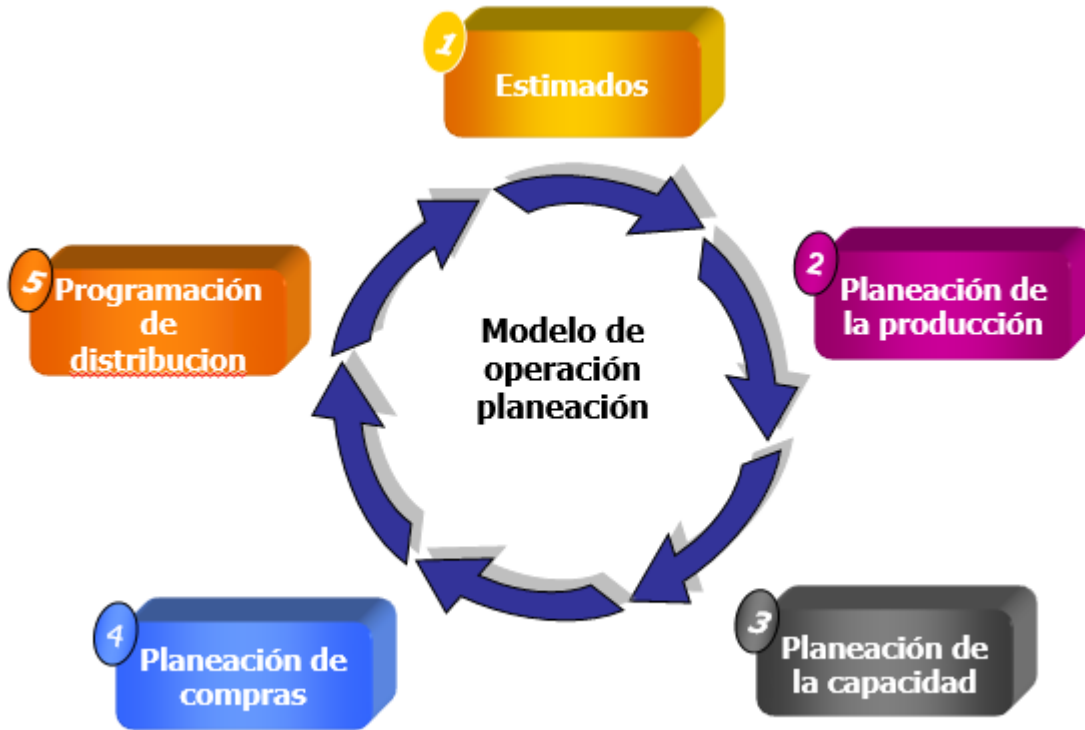 1
Estimados
2
Planeación de
la producción
3
Planeación de
la capacidad
4
Planeación de
compras
5
Programación
de
distribucion
Modelo de
operación
planeación